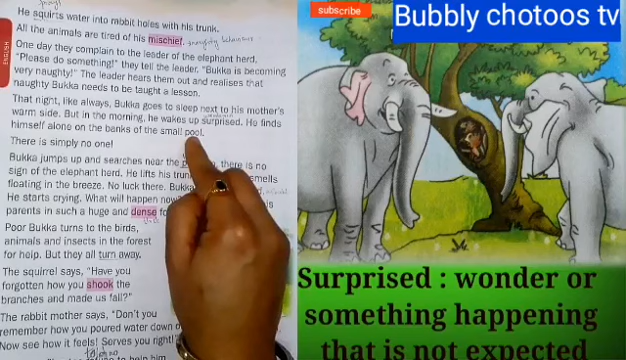 He squirts water into rabbit holes with his trunk.
All the animals are tired of his mischief. naughty behaviour
One day they complain to the leader of the elephant herd,
"Please do something!" they tell the leader, "Bukka is becoming
very naughty!" The leader hears them out and realises that
naughty Bukka needs to be taught a lesson.
That night, like always, Bukka goes to sleep next to his mother's
warm side. But in the morning, he wakes up surprised. He finds
himself alone on the banks of the small pool.
There is simply no one!
Bukka jumps up and searches near the there is no
sign of the elephant herd. He lifts his trunk smells
floating in the breeze. No luck there. Bukka
He starts crying. What will happen now his
parents in such a huge and dense
Poor Bukka turns to the birds,
animals and insects in the forest
for help. But they all turn away.
The squirrel says, "Have you
forgotten how you shook the
branches and made us fall?"
The rabbit mother says, "Don't you
remember how you poured water down
Now see how it feels! Serves you right!"
ENGLISH
subscribe
Bubbly chotoos tv
Surprised : wonder or
something happening
that is not expected